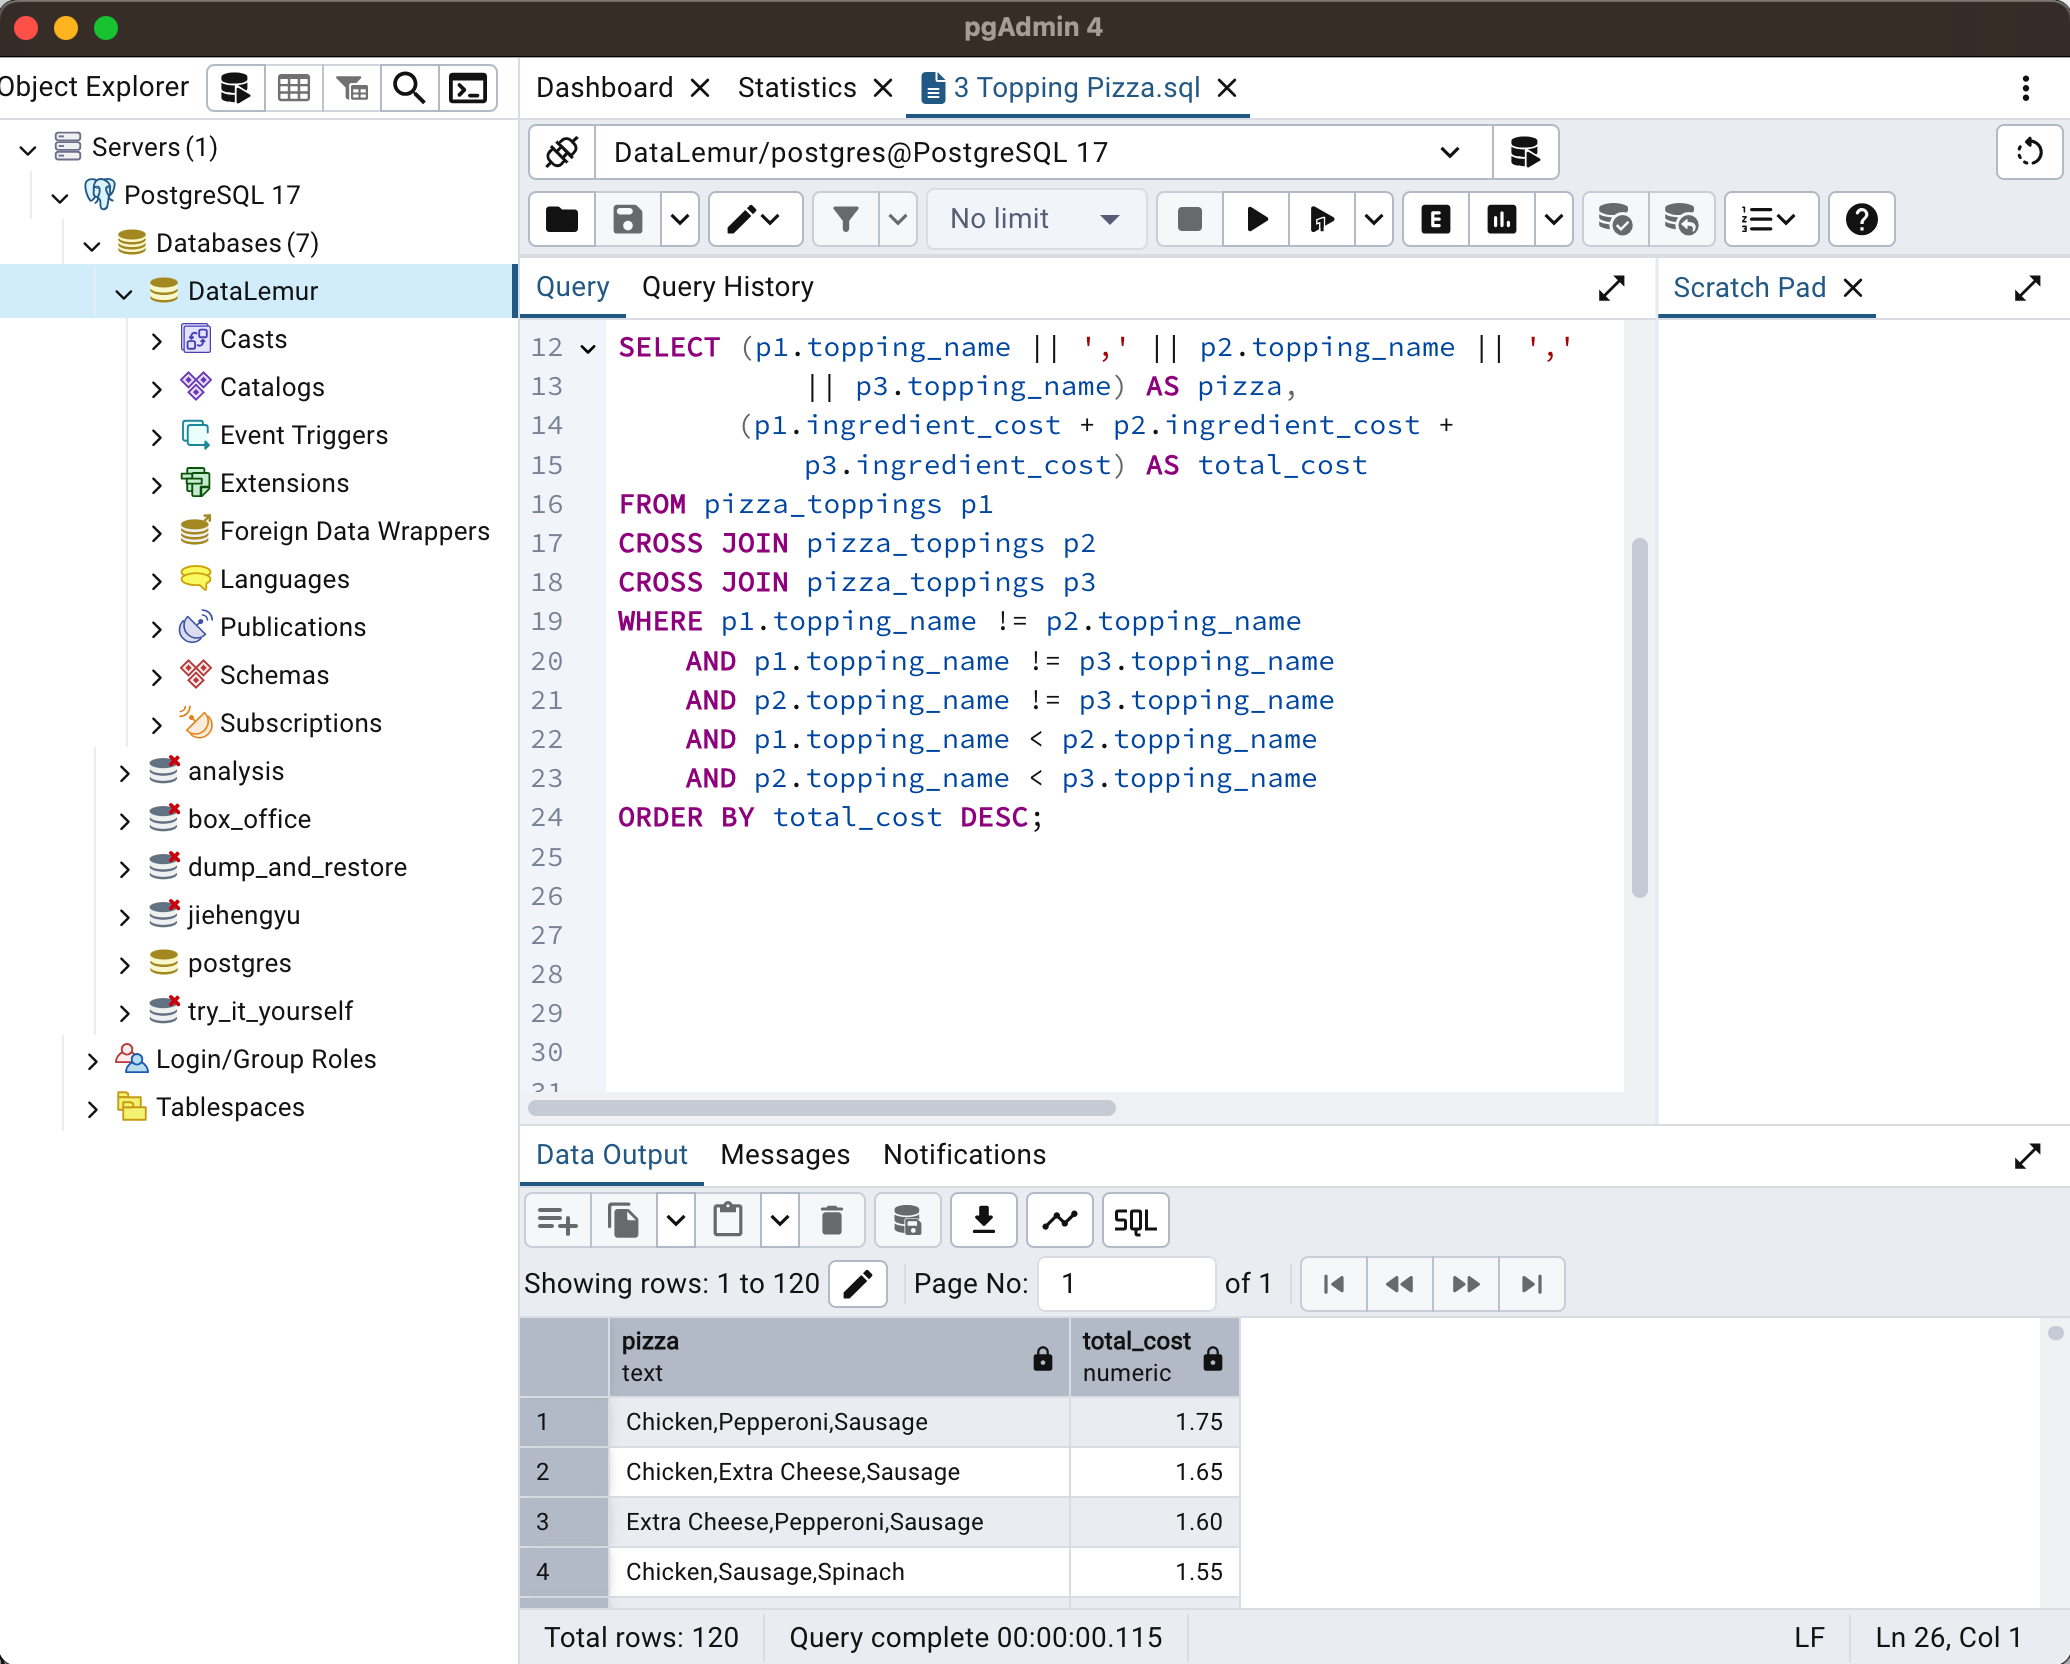 pgAdmin 4
Object Explorer
Servers (1)
PostgreSQL 17
Databases (7)
DataLemur
Casts
Catalogs
Event Triggers
Extensions
Foreign Data Wrappers
Languages
Publications
Schemas
Subscriptions
analysis
box_office
dump_and_restore
jiehengyu
postgres
try_it_yourself
Login/Group Roles
Tablespaces
Dashboard Statistics 3 Topping Pizza.sql
DataLemur/postgres@PostgreSQL 17
No limit
Query Query History
Scratch Pad
12 SELECT (p1.topping_name || ',' || p2.topping_name || ','
13 || p3.topping_name) AS pizza,
14 (p1.ingredient_cost + p2.ingredient_cost +
15 p3.ingredient_cost) AS total_cost
16 FROM pizza_toppings p1
17 CROSS JOIN pizza_toppings p2
18 CROSS JOIN pizza_toppings p3
19 WHERE p1.topping_name != p2.topping_name
20 AND p1.topping_name != p3.topping_name
21 AND p2.topping_name != p3.topping_name
22 AND p1.topping_name < p2.topping_name
23 AND p2.topping_name < p3.topping_name
24 ORDER BY total_cost DESC;
25
26
27
28
29
30
31
Data Output Messages Notifications
SQL
Showing rows: 1 to 120 Page No: 1 of 1
pizza total_cost
text numeric
1 Chicken,Pepperoni,Sausage 1.75
2 Chicken,Extra Cheese,Sausage 1.65
3 Extra Cheese,Pepperoni,Sausage 1.60
4 Chicken,Sausage,Spinach 1.55
Total rows: 120 Query complete 00:00:00.115 LF Ln 26, Col 1